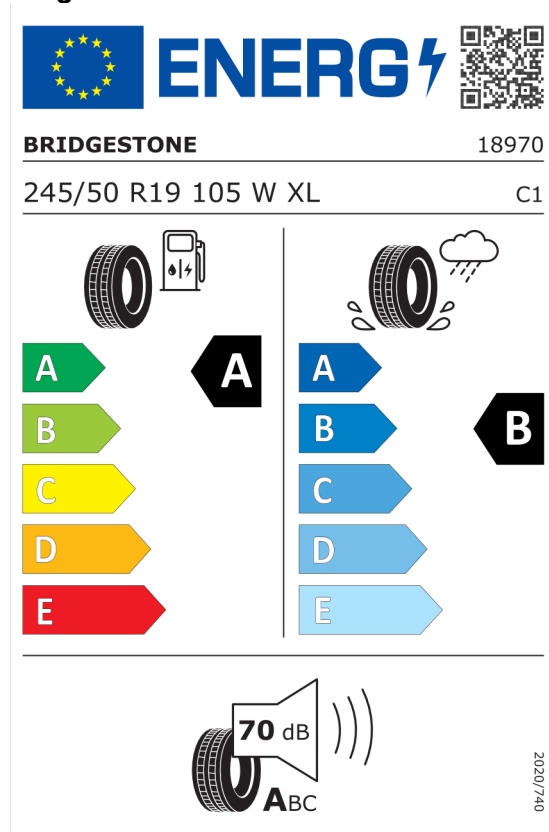 ENERG
BRIDGESTONE 18970
245/50 R19 105 W XL C1
A A A
B B B
C C
D D
E E
70 dB
ABC
2020/740